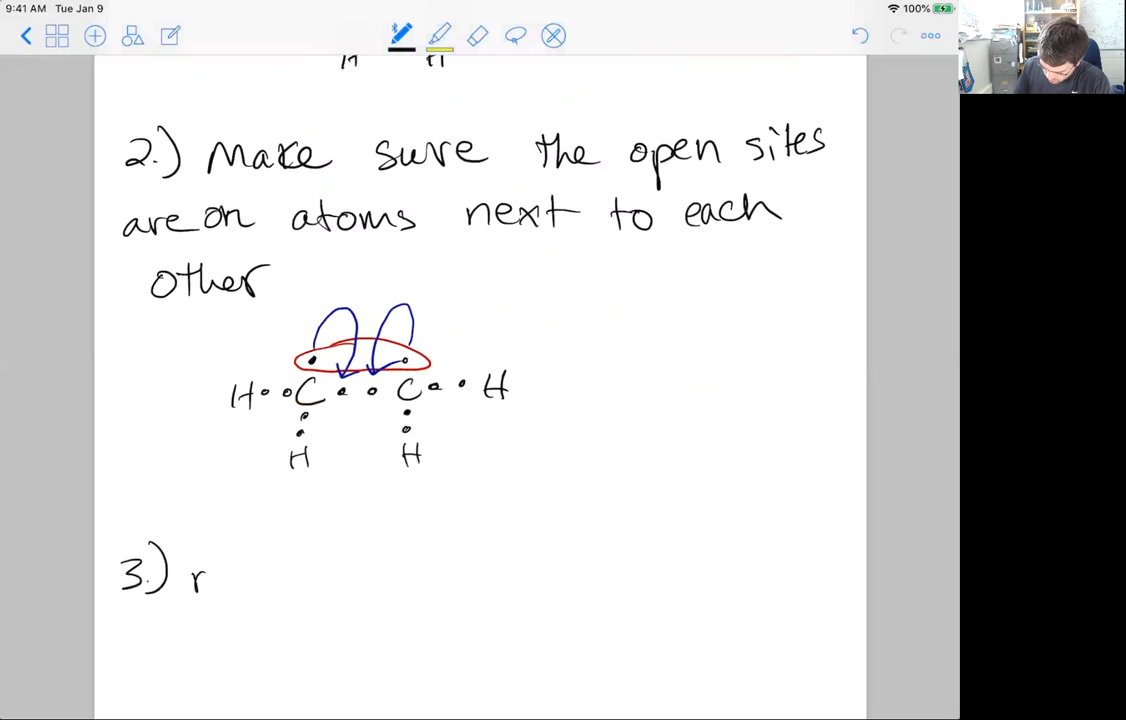 9:41 AM Tue Jan 9
100%
H H
2.) Make sure the open sites
are on atoms next to each
other
H C C H
H H
3.) r